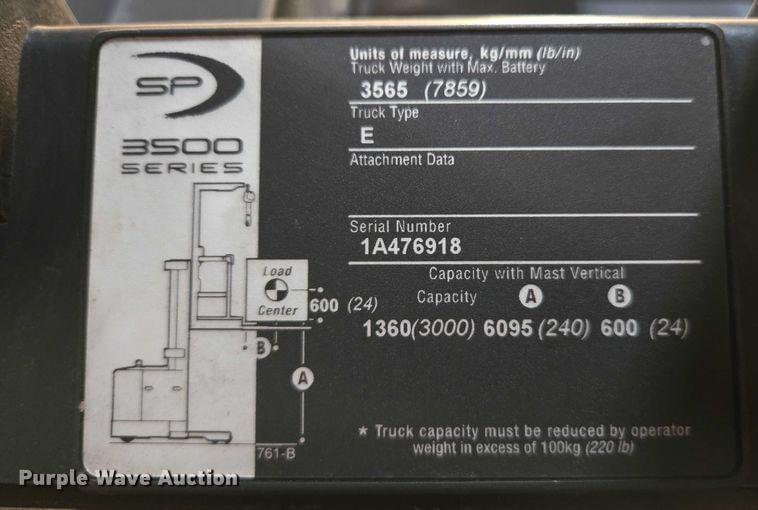 SP
3500
SERIES
Load
Center
600 (24)
B
A
761-B
Units of measure, kg/mm (lb/in)
Truck Weight with Max. Battery
3565 (7859)
Truck Type
E
Attachment Data
Serial Number
1A476918
Capacity with Mast Vertical
Capacity A B
1360(3000) 6095(240) 600 (24)
* Truck capacity must be reduced by operator
weight in excess of 100kg (220 lb)
Purple Wave Auction